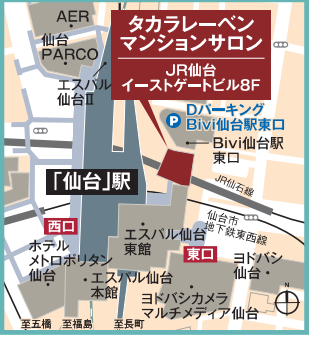 タカラレーベン
マンションサロン
JR仙台
イーストゲートビル8F
AER
仙台
PARCO
エスパル
仙台Ⅱ
Dパーキング
P
Bivi仙台駅東口
Bivi仙台駅
東口
「仙台」駅
JR仙石線
仙台市
地下鉄東西線
西口
ホテル
メトロポリタン
仙台
エスパル仙台
東館
東口
ヨドバシ
仙台
エスパル仙台
本館
ヨドバシカメラ
マルチメディア仙台
N
至五橋
至福島
至長町